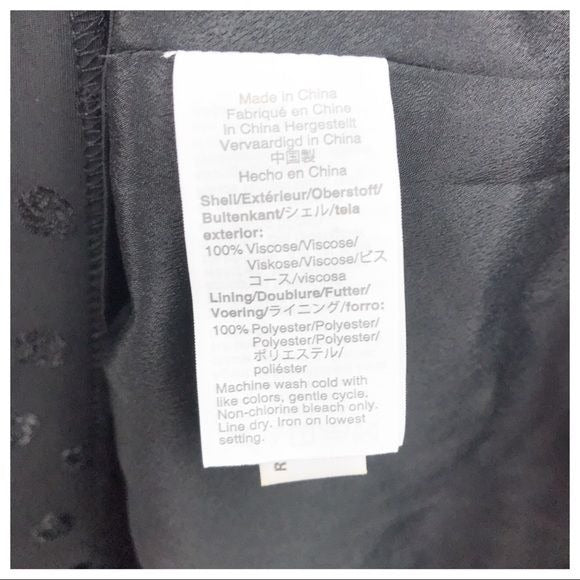 Made in China
Fabriqué en Chine
In China Hergestellt
Vervaardigd in China
中国製
Hecho en China
Shell/Extérieur/Oberstoff/
Buitenkant/シェル/tela
exterior:
100% Viscose/Viscose/
Viskose/Viscose/ビス
コース/viscosa
Lining/Doublure/Futter/
Voering/ライニング/forro:
100% Polyester/Polyester/
Polyester/Polyester/
ポリエステル/
poliéster
Machine wash cold with
like colors, gentle cycle.
Non-chlorine bleach only.
Line dry. Iron on lowest
setting.
R